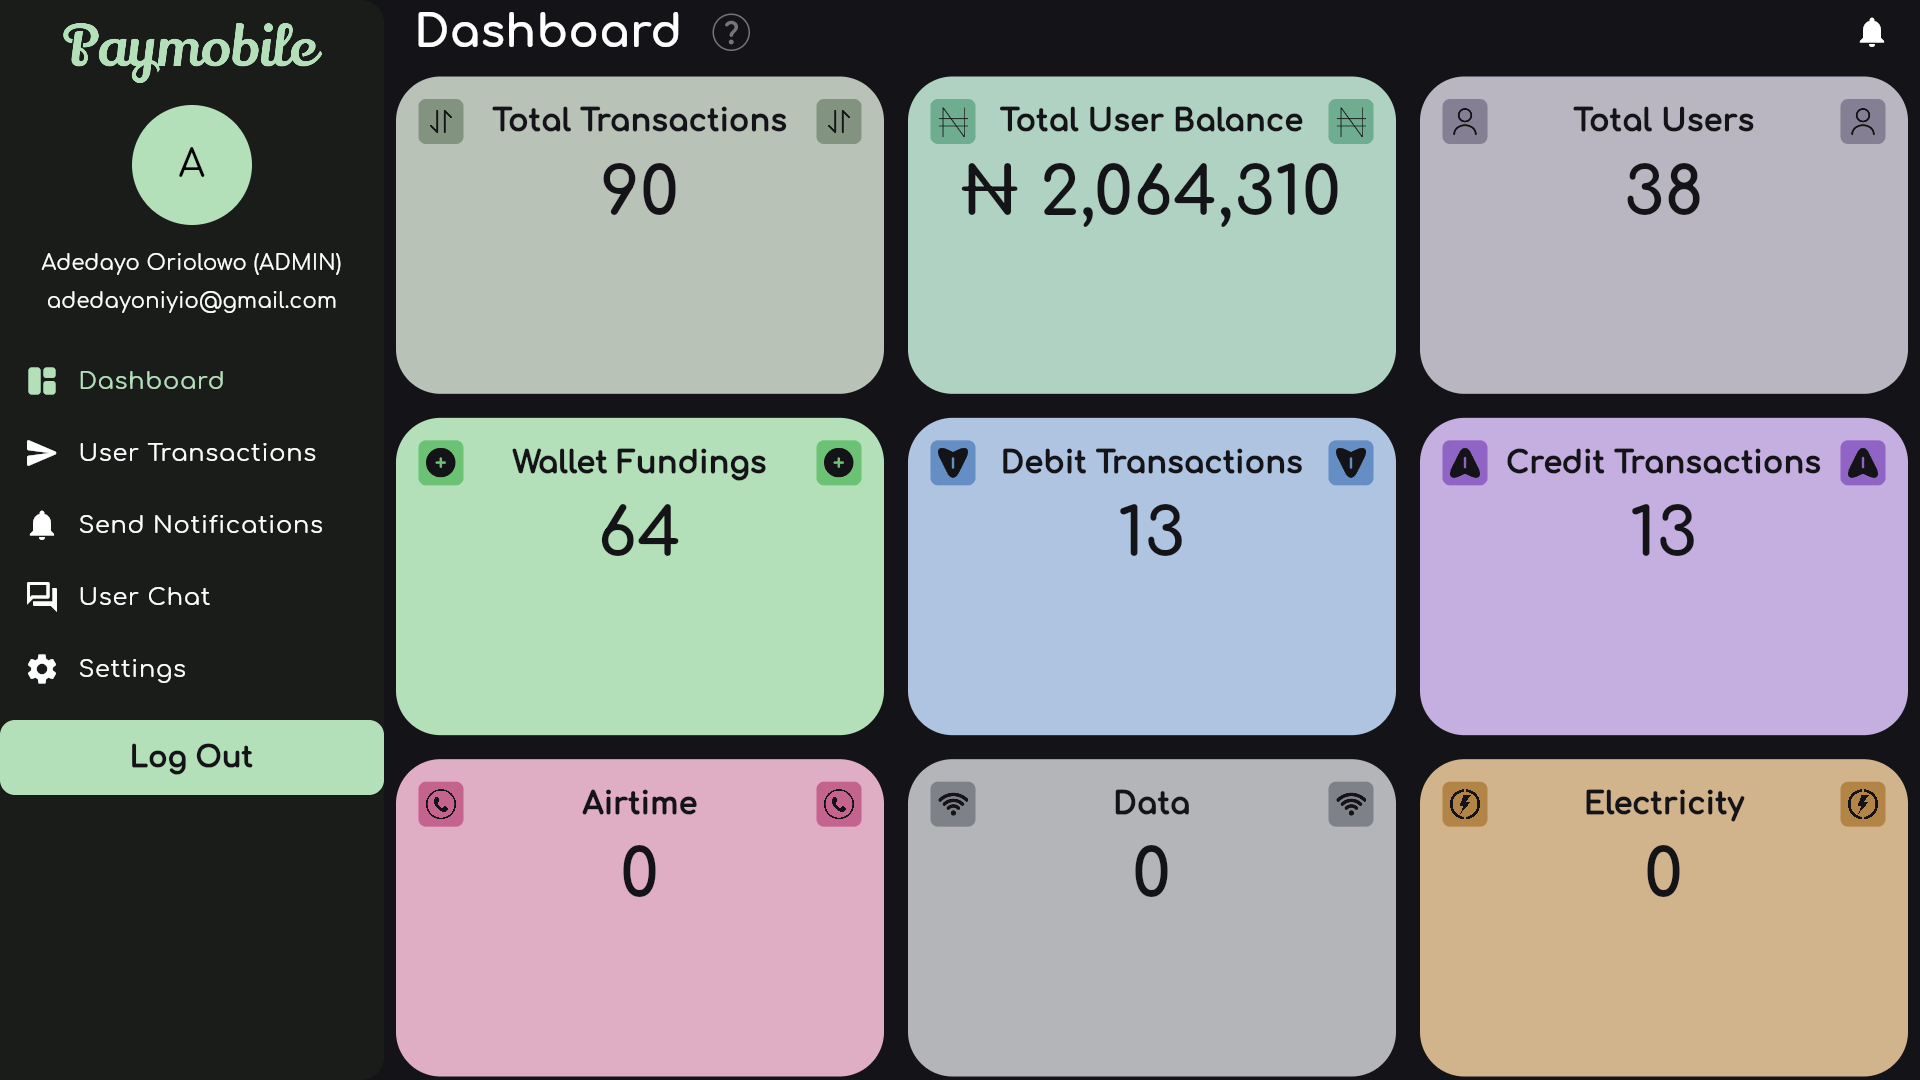 Paymobile
A
Adedayo Oriolowo (ADMIN)
adedayoniyio@gmail.com
Dashboard
User Transactions
Send Notifications
User Chat
Settings
Log Out
Dashboard ?
Total Transactions
90
Total User Balance
₦ 2,064,310
Total Users
38
Wallet Fundings
64
Debit Transactions
13
Credit Transactions
13
Airtime
0
Data
0
Electricity
0